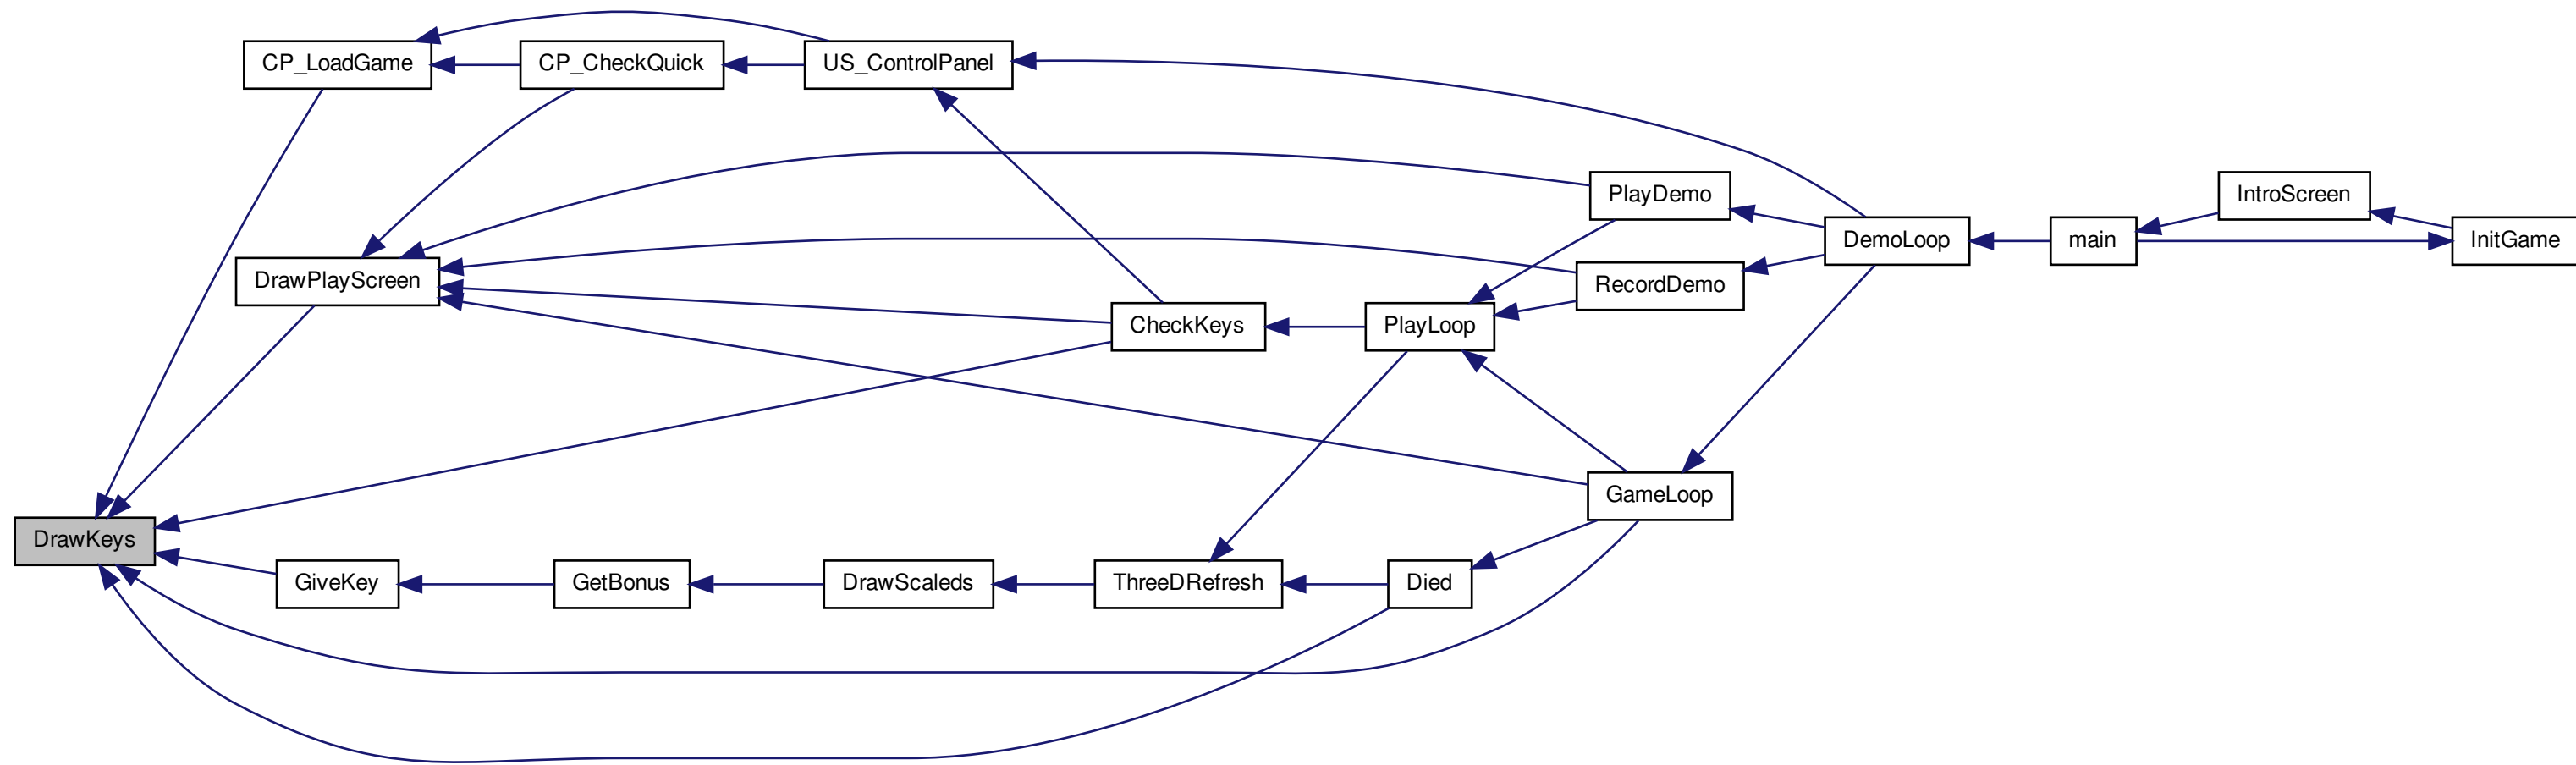 CP_LoadGame
CP_CheckQuick
US_ControlPanel
PlayDemo
IntroScreen
DemoLoop
main
InitGame
DrawPlayScreen
RecordDemo
CheckKeys
PlayLoop
GameLoop
DrawKeys
GiveKey
GetBonus
DrawScaleds
ThreeDRefresh
Died